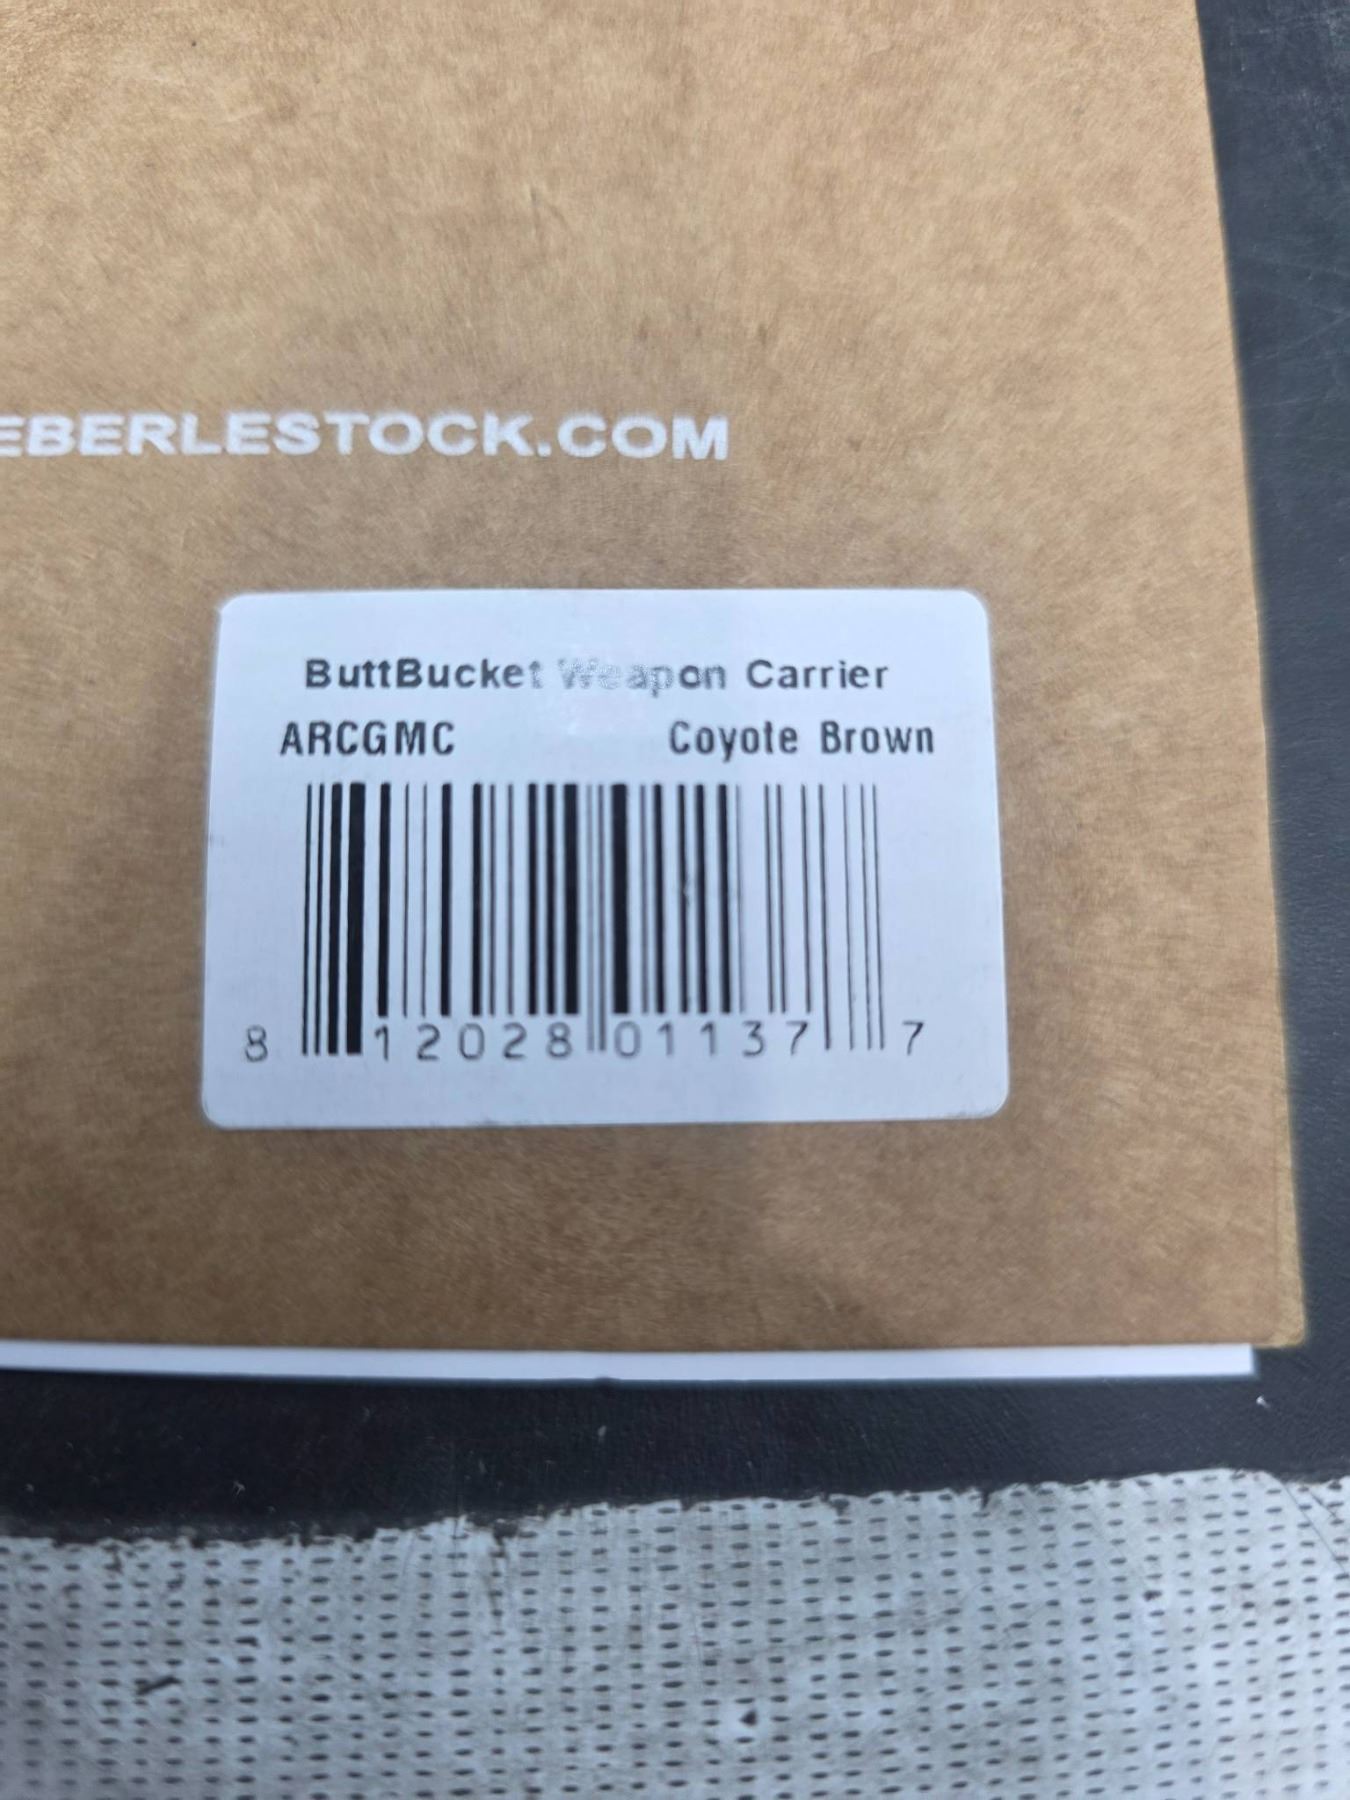 EBERLESTOCK.COM
ButtBucket Weapon Carrier
ARCGMC Coyote Brown
8 12028 01137 7